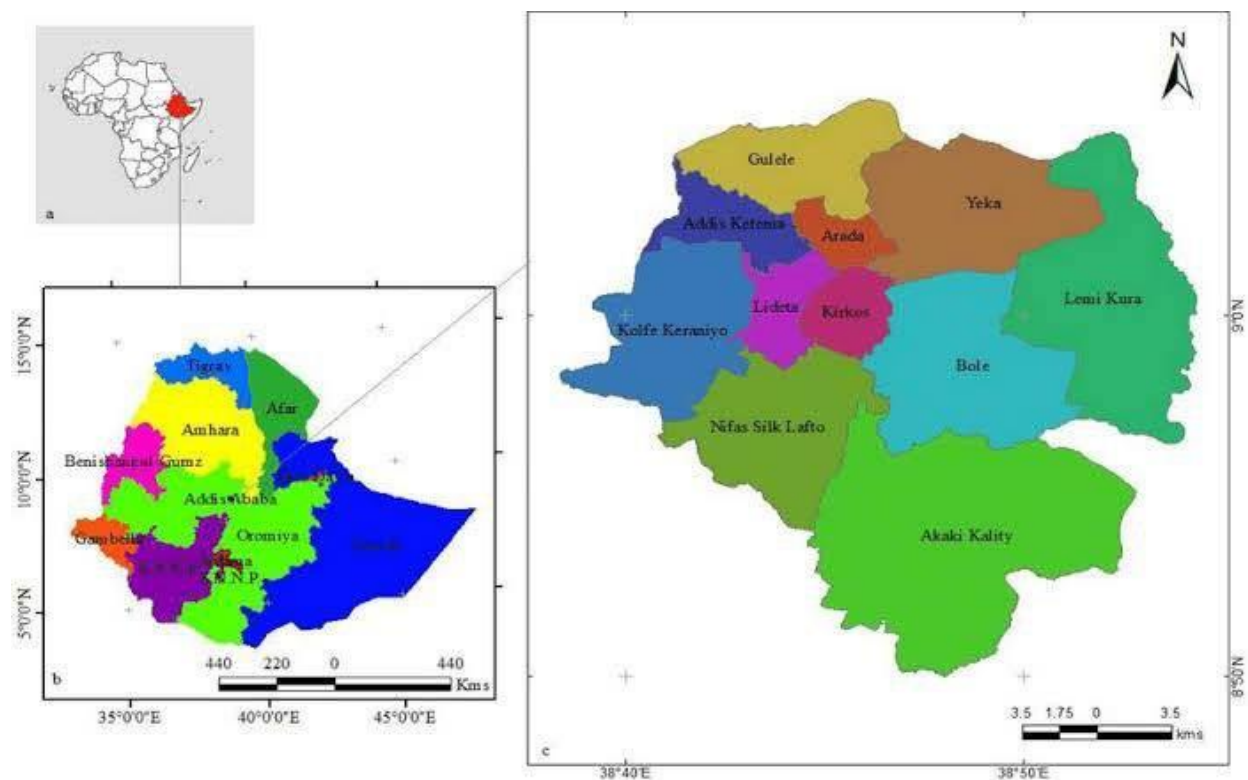 a
15°0'0"N
10°0'0"N
5°0'0"N
Tigray
Afar
Amhara
Benishangul Gumz
Addis Ababa
Oromiya
440 220 0 440
Kms
b
35°0'0"E 40°0'0"E 45°0'0"E
N
Gulele
Yeka
Addis Ketema
Arada
Lemi Kura
Lideta
Kirkos
Kolfe Keraniyo
Bole
Nifas Silk Lafto
Akaki Kality
9°0'N
8°50'N
3.5 1.75 0 3.5
kms
c
38°40'E 38°50'E